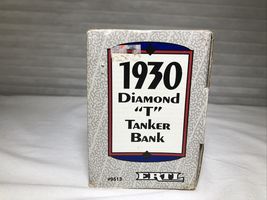 1930
DIAMOND
"T"
TANKER
BANK
#9513
ERTL